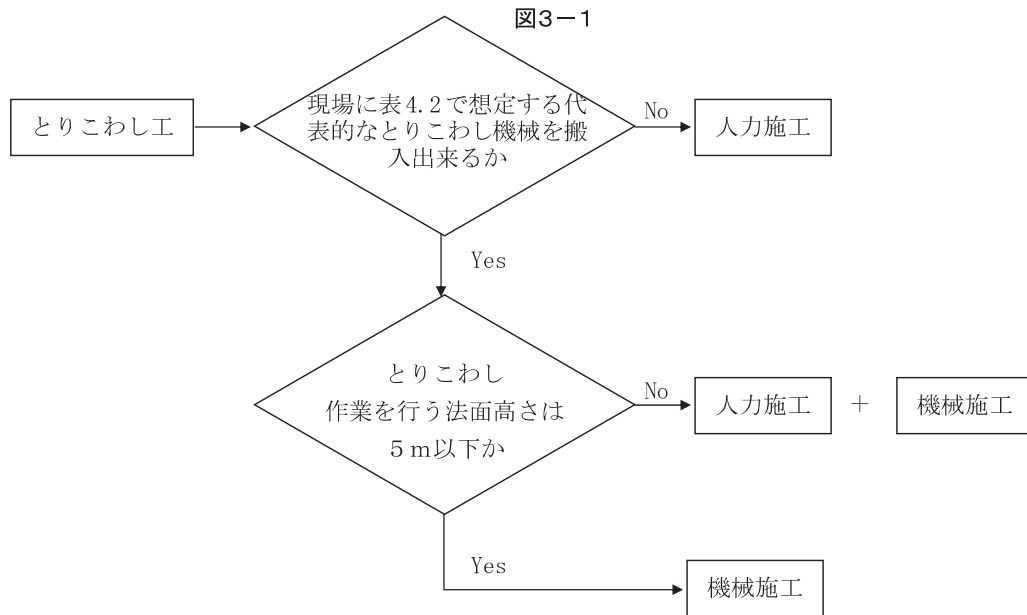 図3－1
とりこわし工
現場に表4.2で想定する代
表的なとりこわし機械を搬
入出来るか
No
人力施工
Yes
とりこわし
作業を行う法面高さは
５ｍ以下か
No
人力施工 ＋ 機械施工
Yes
機械施工